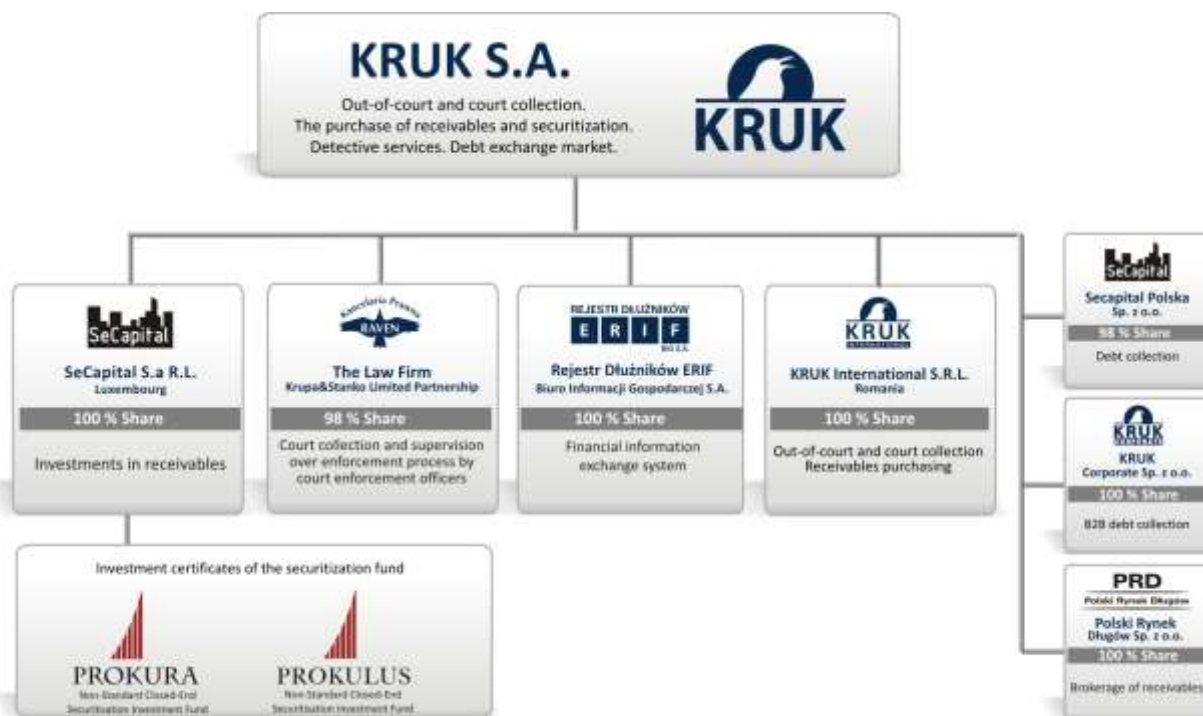 KRUK S.A.
Out-of-court and court collection.
The purchase of receivables and securitization.
Detective services. Debt exchange market.
KRUK
SeCapital
SeCapital S.a R.L.
Luxembourg
100 % Share
Investments in receivables
Kancelaria Prawna
RAVEN
The Law Firm
Krupa&Stanko Limited Partnership
98 % Share
Court collection and supervision
over enforcement process by
court enforcement officers
REJESTR DŁUŻNIKÓW
ERIF
BIG S.A.
Rejestr Dłużników ERIF
Biuro Informacji Gospodarczej S.A.
100 % Share
Financial information
exchange system
KRUK
INTERNATIONAL
KRUK International S.R.L.
Romania
100 % Share
Out-of-court and court collection
Receivables purchasing
SeCapital
Secapital Polska
Sp. z o.o.
98 % Share
Debt collection
KRUK
KRUK
Corporate Sp. z o.o.
100 % Share
B2B debt collection
PRD
Polski Rynek Długów
Polski Rynek
Długów Sp. z o.o.
100 % Share
Brokerage of receivables
Investment certificates of the securitization fund
PROKURA
Non-Standard Closed-End
Securitisation Investment Fund
PROKULUS
Non-Standard Closed-End
Securitisation Investment Fund